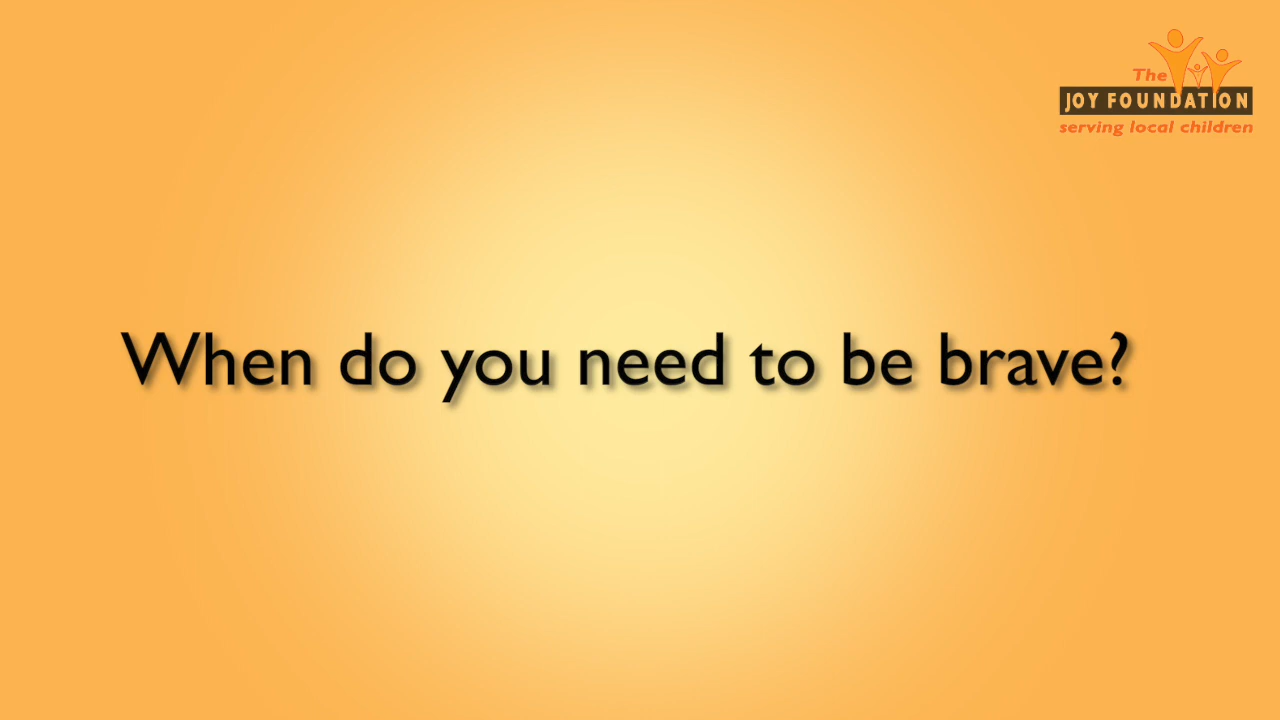 The
JOY FOUNDATION
serving local children
When do you need to be brave?